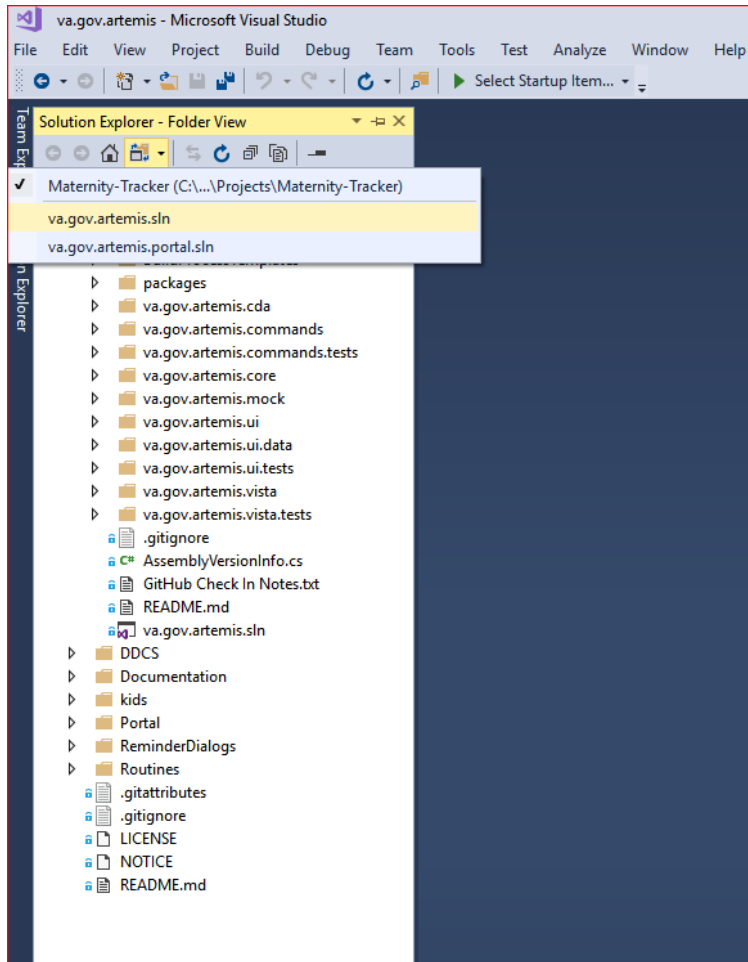 va.gov.artemis - Microsoft Visual Studio
File Edit View Project Build Debug Team Tools Test Analyze Window Help
Select Startup Item...
Solution Explorer - Folder View
Maternity-Tracker (C:\...\Projects\Maternity-Tracker)
va.gov.artemis.sln
va.gov.artemis.portal.sln
packages
va.gov.artemis.cda
va.gov.artemis.commands
va.gov.artemis.commands.tests
va.gov.artemis.core
va.gov.artemis.mock
va.gov.artemis.ui
va.gov.artemis.ui.data
va.gov.artemis.ui.tests
va.gov.artemis.vista
va.gov.artemis.vista.tests
.gitignore
C# AssemblyVersionInfo.cs
GitHub Check In Notes.txt
README.md
va.gov.artemis.sln
DDCS
Documentation
kids
Portal
ReminderDialogs
Routines
.gitattributes
.gitignore
LICENSE
NOTICE
README.md
Team Exp
n Explorer